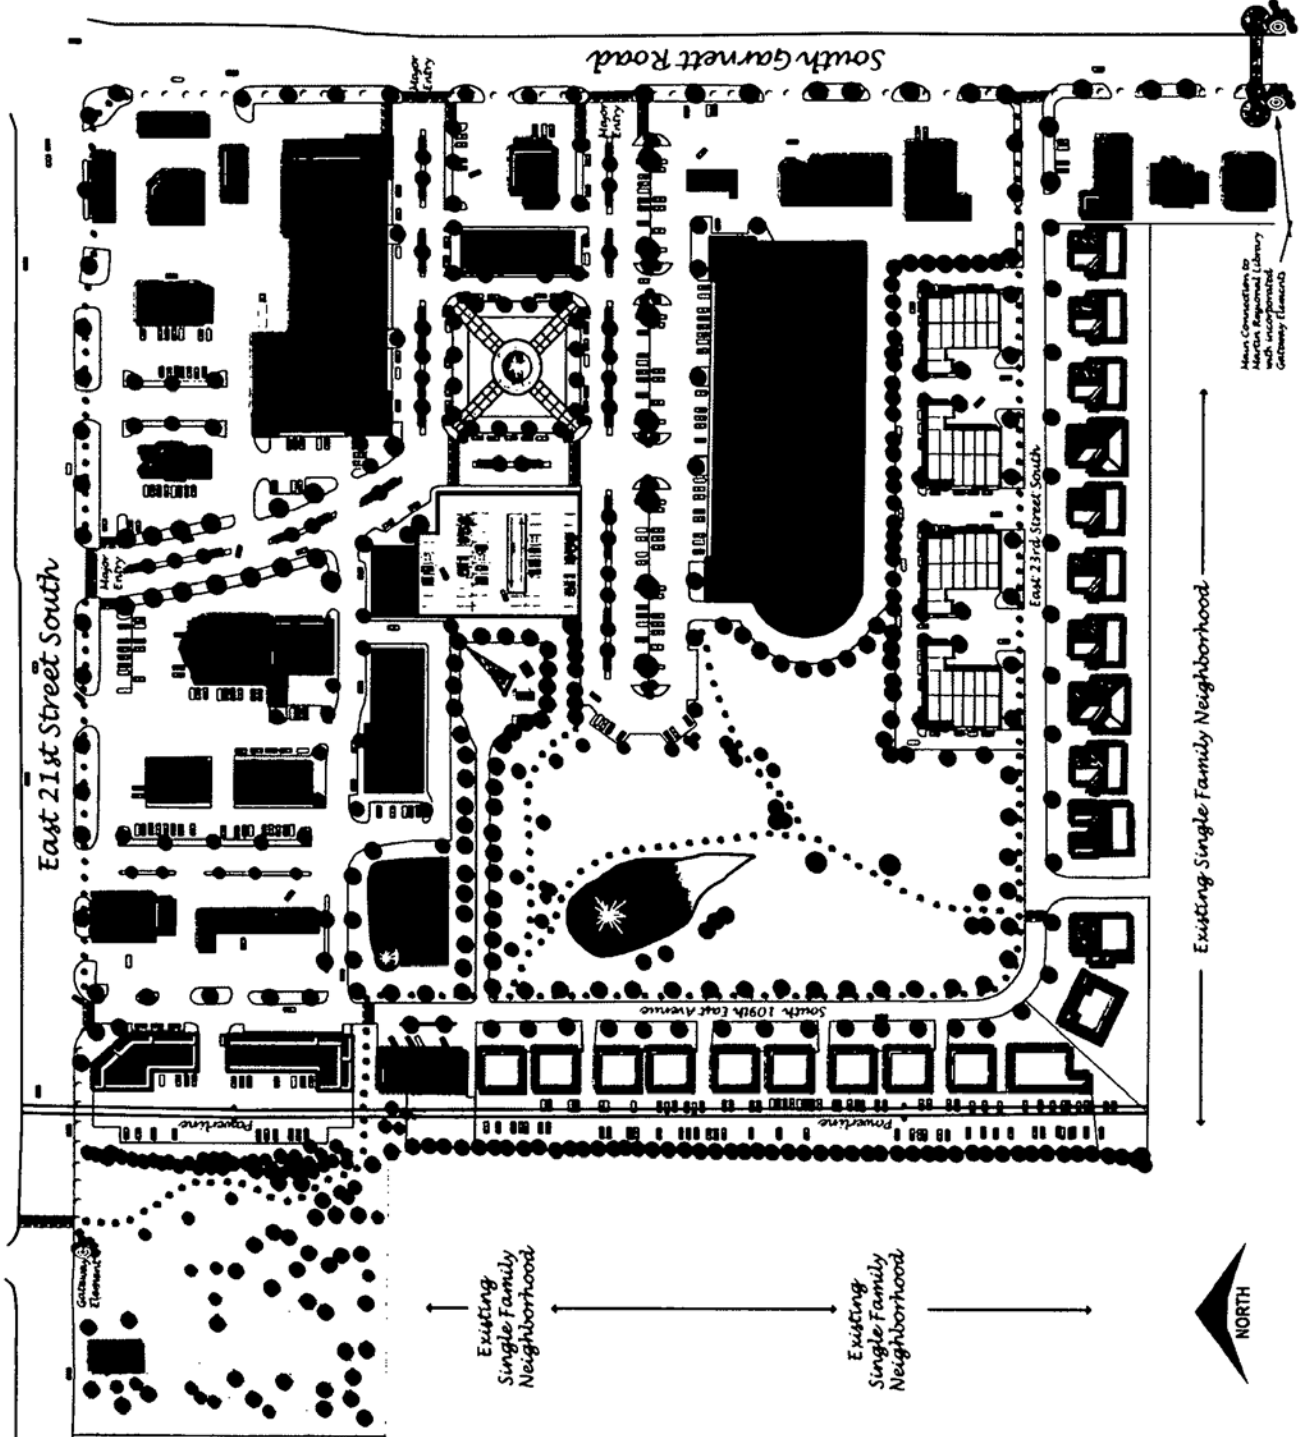 South Garnett Road
Major
Entry
Major
Entry
Main Connection to
Martin Regional Library
with incorporated
Gateway Elements
East 21st Street South
Major
Entry
East 23rd Street South
Existing Single Family Neighborhood
South 109th East Avenue
Powerline
Powerline
Gateway
Element
Existing
Single Family
Neighborhood
Existing
Single Family
Neighborhood
NORTH